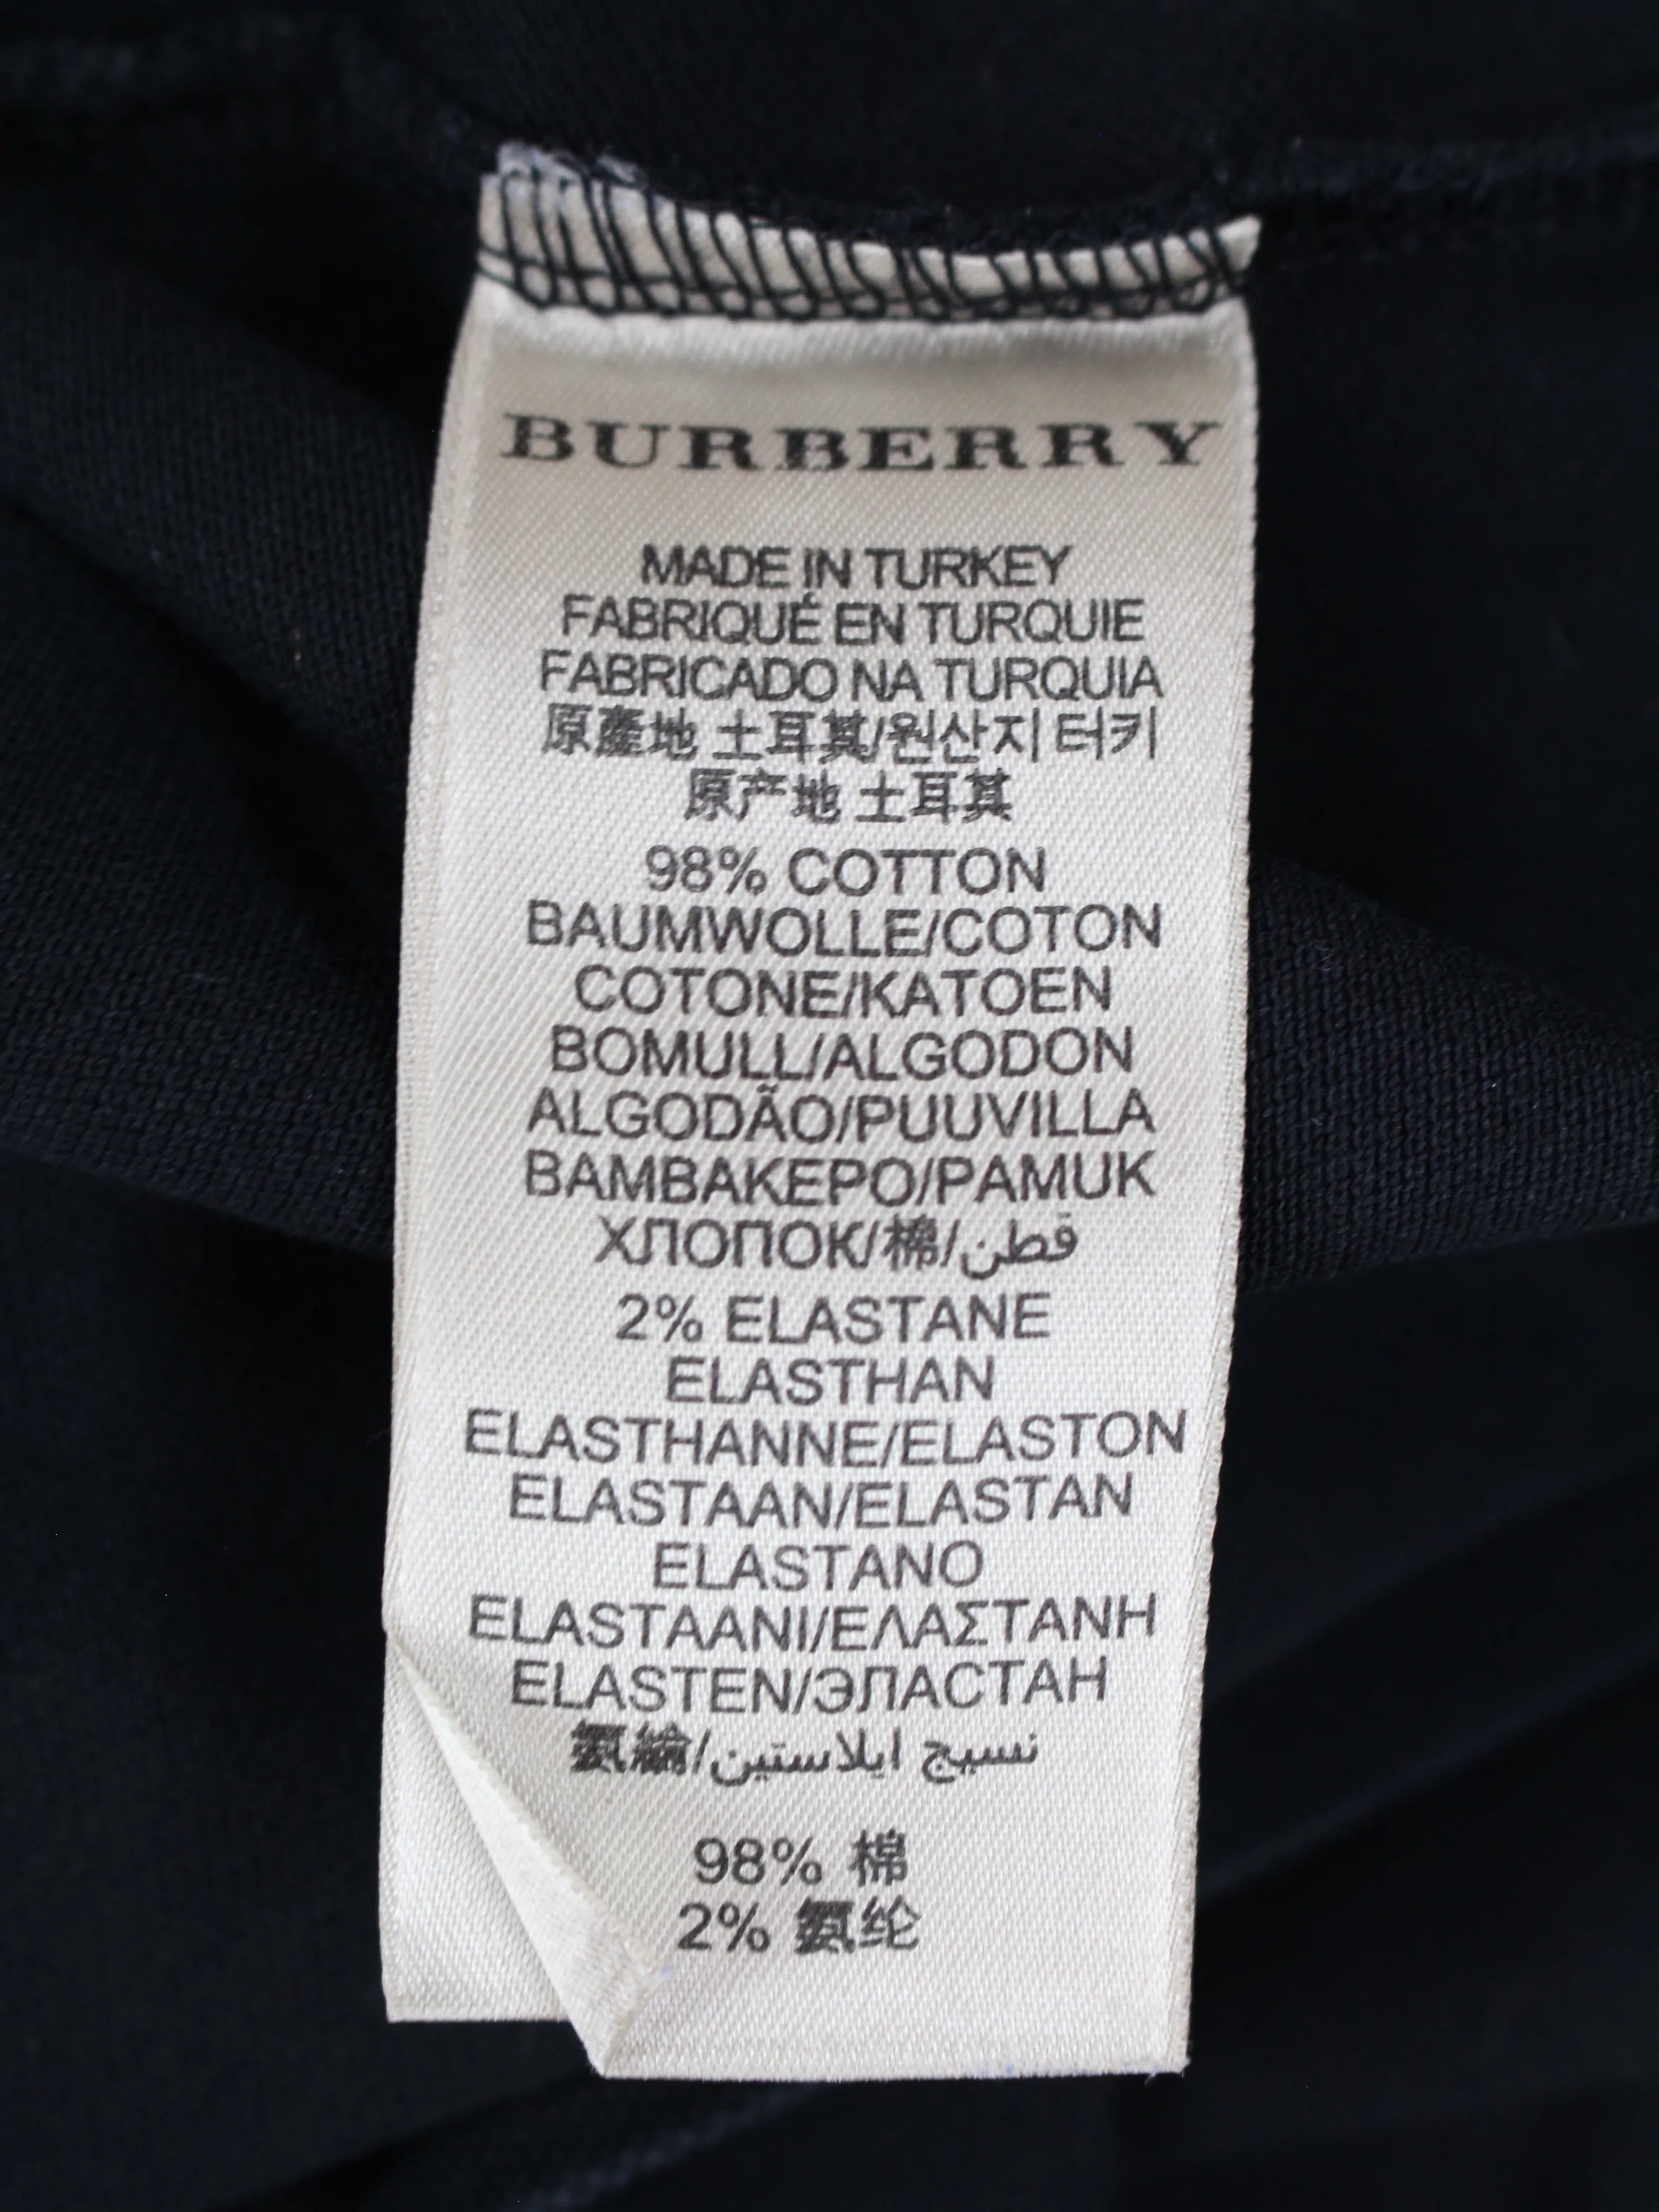 BURBERRY
MADE IN TURKEY
FABRIQUÉ EN TURQUIE
FABRICADO NA TURQUIA
原產地 土耳其/원산지 터키
原产地 土耳其
98% COTTON
BAUMWOLLE/COTON
COTONE/KATOEN
BOMULL/ALGODON
ALGODÃO/PUUVILLA
BAMBAKEPO/PAMUK
ХЛОПОК/棉/قطن
2% ELASTANE
ELASTHAN
ELASTHANNE/ELASTON
ELASTAAN/ELASTAN
ELASTANO
ELASTAANI/ΕΛΑΣΤΑΝΗ
ELASTEN/ЭЛАСТАН
氨綸/نسيج ايلاستين
98% 棉
2% 氨纶